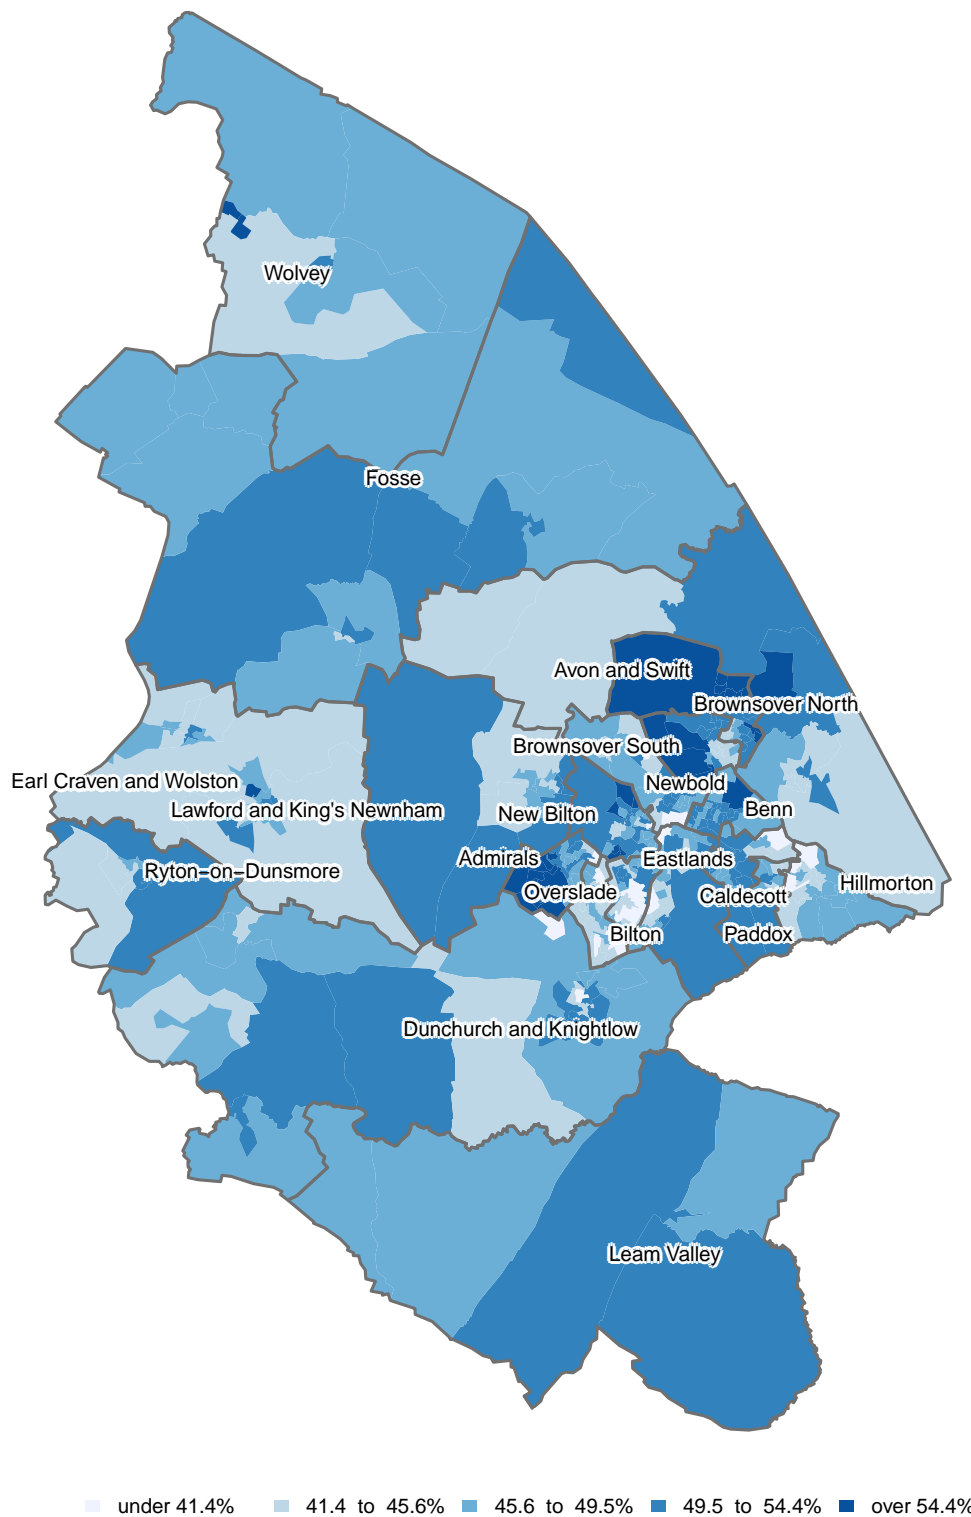 Wolvey
Fosse
Avon and Swift
Brownsover North
Brownsover South
Earl Craven and Wolston
Newbold
Lawford and King's Newnham
New Bilton
Benn
Admirals
Eastlands
Ryton–on–Dunsmore
Hillmorton
Overslade
Caldecott
Bilton
Paddox
Dunchurch and Knightlow
Leam Valley
under 41.4% 41.4 to 45.6% 45.6 to 49.5% 49.5 to 54.4% over 54.4%